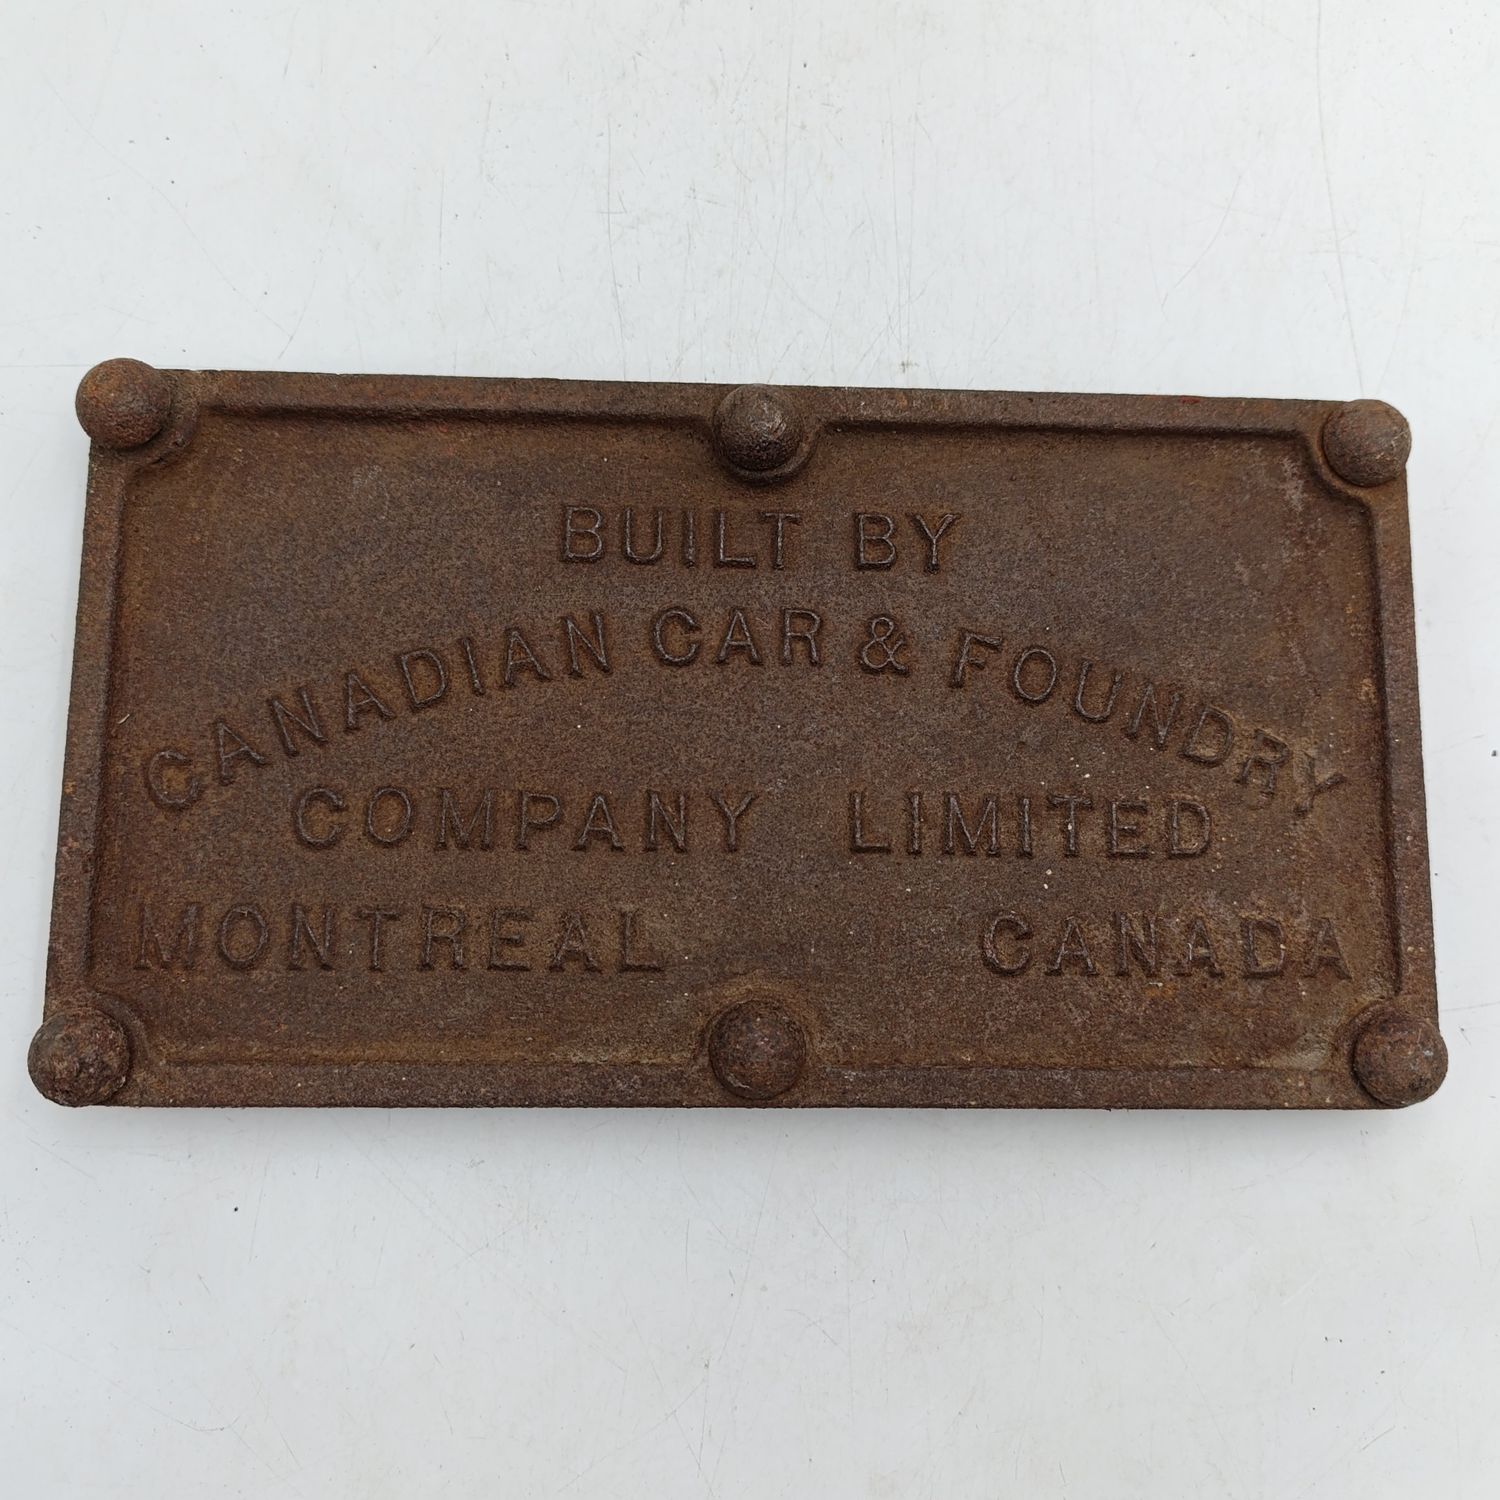 BUILT BY
CANADIAN CAR & FOUNDRY
COMPANY LIMITED
MONTREAL CANADA